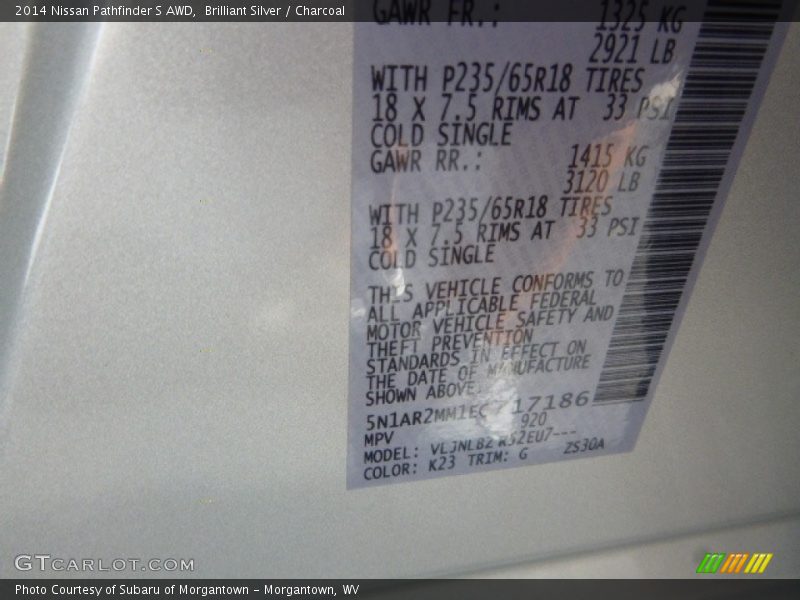 2014 Nissan Pathfinder S AWD, Brilliant Silver / Charcoal
GAWR FR.: 1325 KG
2921 LB
WITH P235/65R18 TIRES
18 X 7.5 RIMS AT 33 PSI
COLD SINGLE
GAWR RR.: 1415 KG
3120 LB
WITH P235/65R18 TIRES
18 X 7.5 RIMS AT 33 PSI
COLD SINGLE
THIS VEHICLE CONFORMS TO
ALL APPLICABLE FEDERAL
MOTOR VEHICLE SAFETY AND
THEFT PREVENTION
STANDARDS IN EFFECT ON
THE DATE OF MANUFACTURE
SHOWN ABOVE.
920
MPV
MODEL: ZS30A
COLOR: K23 TRIM: G
GTCARLOT.COM
Photo Courtesy of Subaru of Morgantown - Morgantown, WV